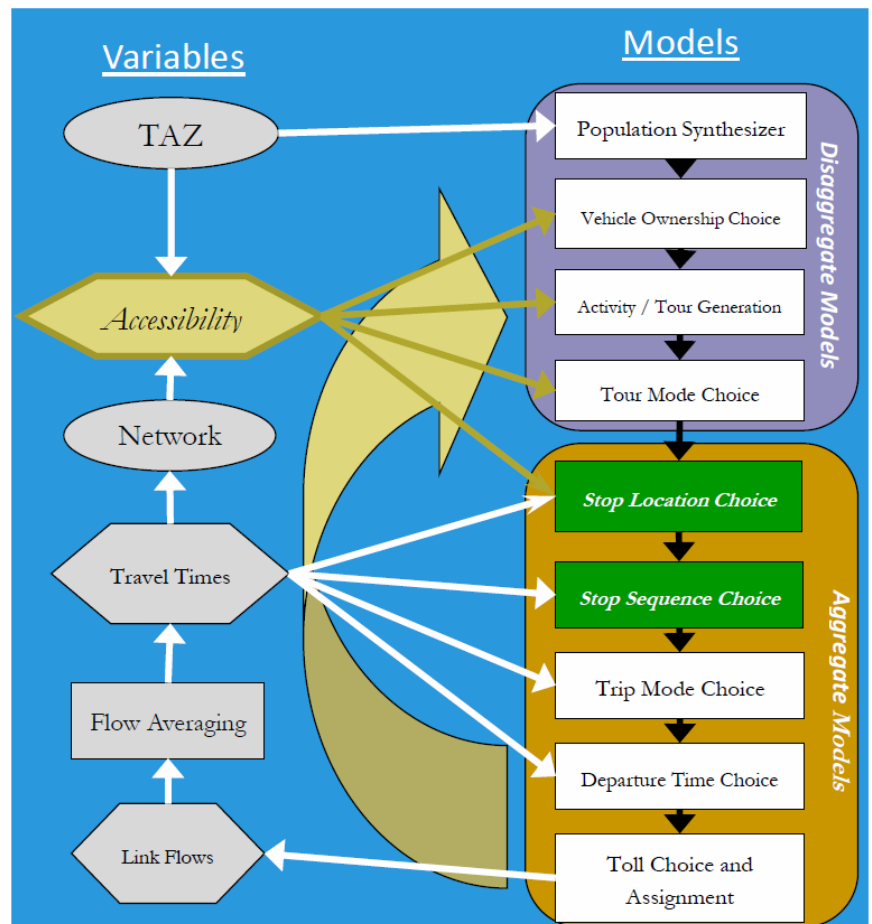 Variables
Models
TAZ
Accessibility
Network
Travel Times
Flow Averaging
Link Flows
Population Synthesizer
Vehicle Ownership Choice
Activity / Tour Generation
Tour Mode Choice
Disaggregate Models
Stop Location Choice
Stop Sequence Choice
Trip Mode Choice
Departure Time Choice
Toll Choice and
Assignment
Aggregate Models